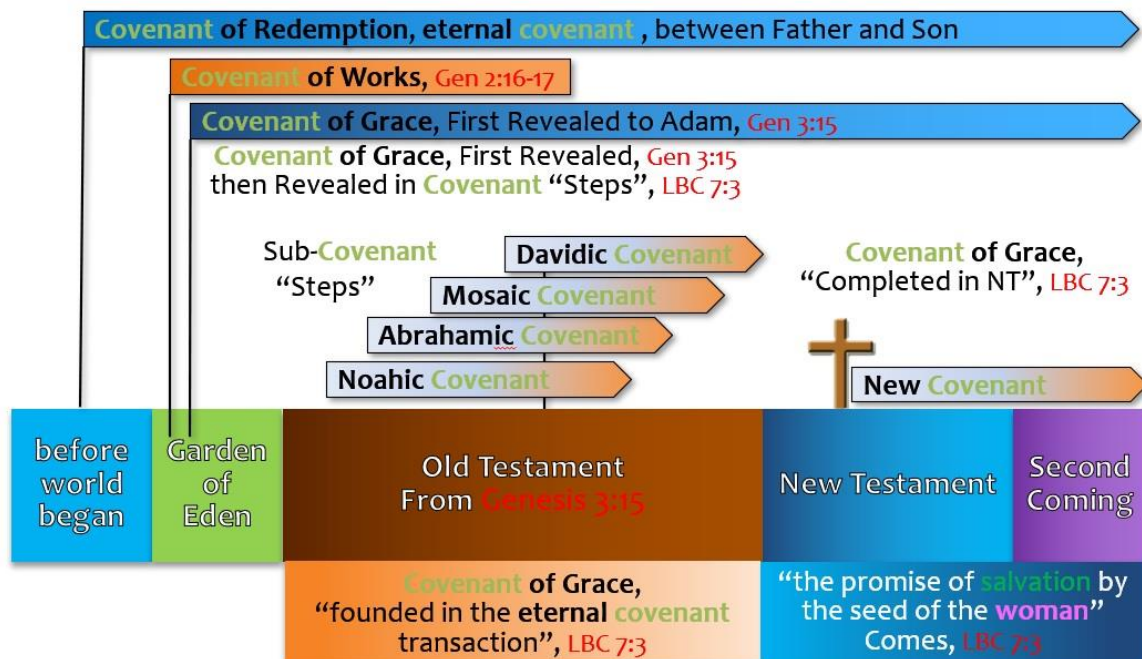 Covenant of Redemption, eternal covenant , between Father and Son
Covenant of Works, Gen 2:16-17
Covenant of Grace, First Revealed to Adam, Gen 3:15
Covenant of Grace, First Revealed, Gen 3:15
then Revealed in Covenant “Steps”, LBC 7:3
Sub-Covenant
“Steps”
Davidic Covenant
Mosaic Covenant
Abrahamic Covenant
Noahic Covenant
Covenant of Grace,
“Completed in NT”, LBC 7:3
New Covenant
before
world
began
Garden
of
Eden
Old Testament
From Genesis 3:15
New Testament
Second
Coming
Covenant of Grace,
“founded in the eternal covenant
transaction”, LBC 7:3
“the promise of salvation by
the seed of the woman”
Comes, LBC 7:3